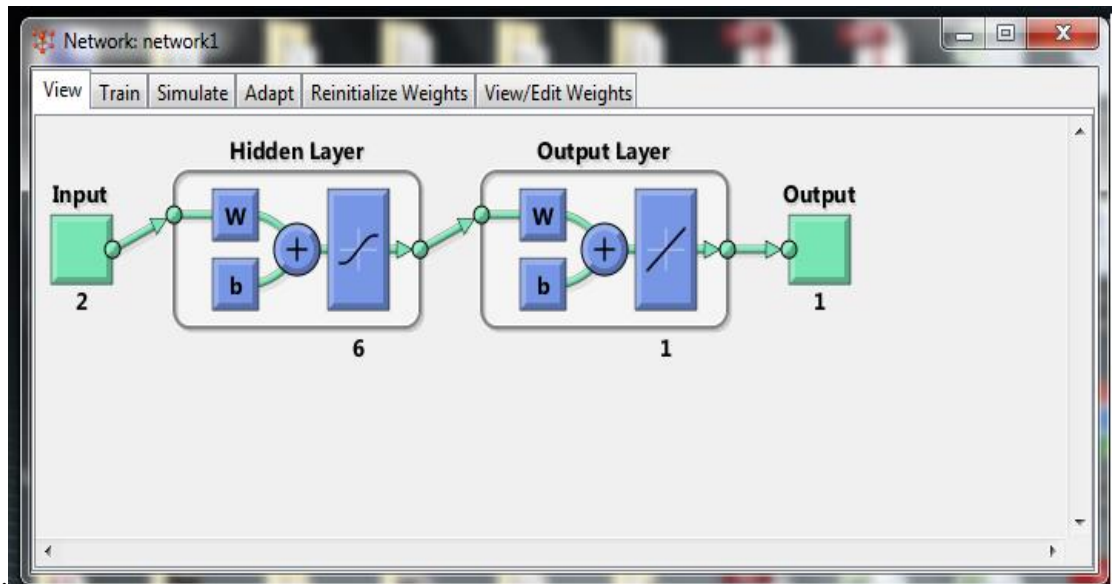 Network: network1
View Train Simulate Adapt Reinitialize Weights View/Edit Weights
Hidden Layer Output Layer
Input Output
W W
b b
2 1
6 1